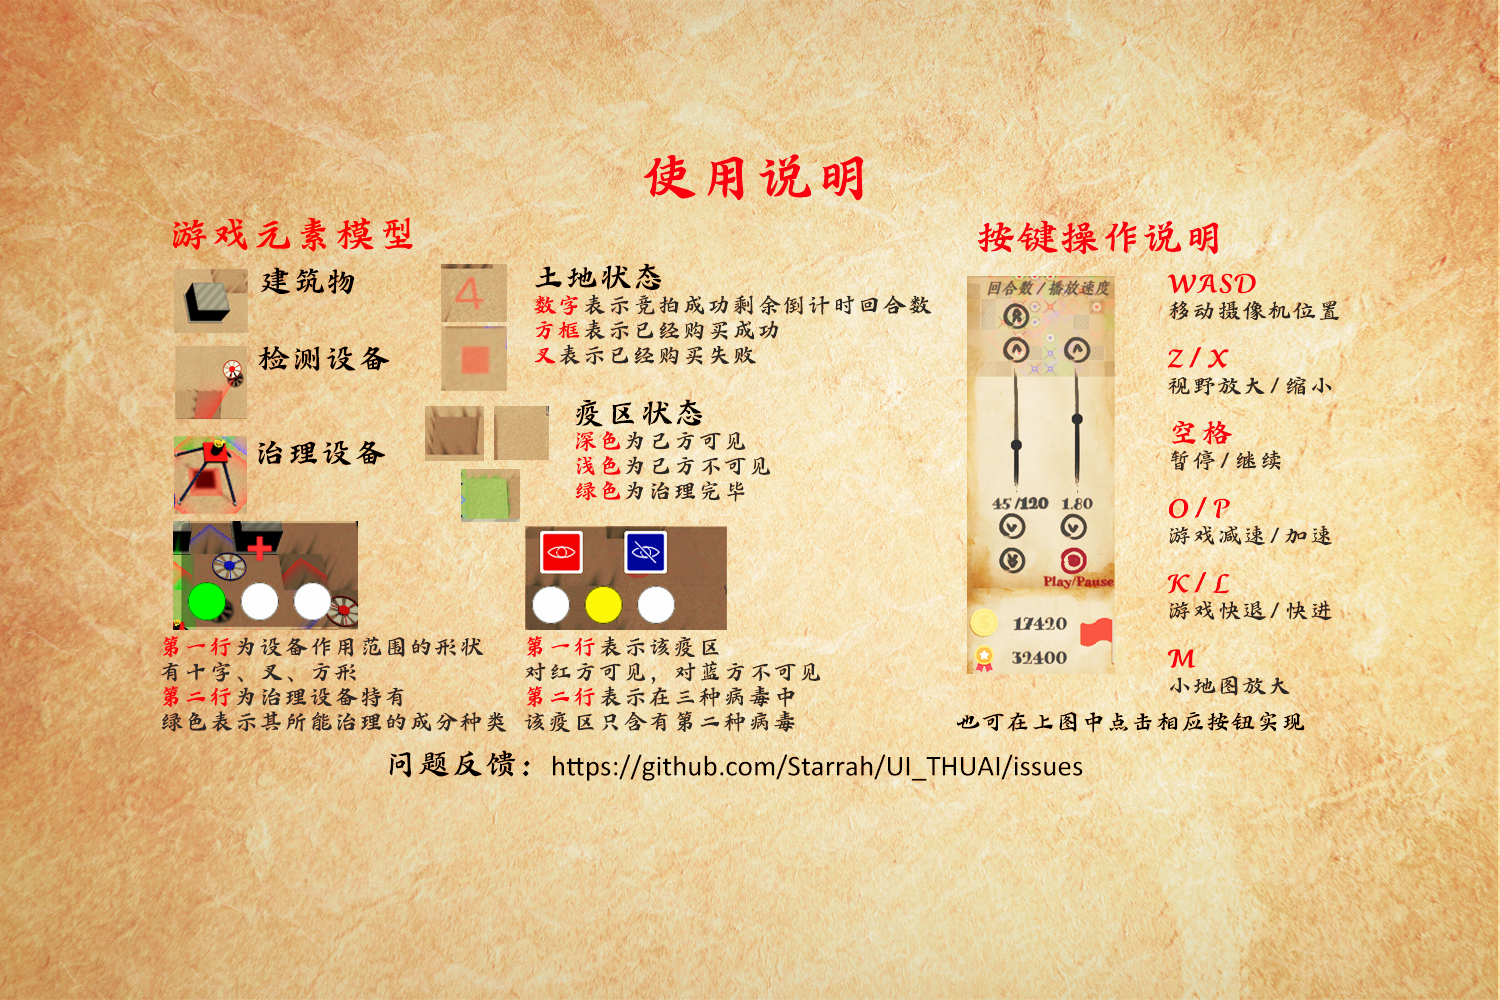 使用说明
游戏元素模型
建筑物
检测设备
治理设备
4
土地状态
数字表示竞拍成功剩余倒计时回合数
方框表示已经购买成功
叉表示已经购买失败
疫区状态
深色为己方可见
浅色为己方不可见
绿色为治理完毕
第一行为设备作用范围的形状
有十字、叉、方形
第二行为治理设备特有
绿色表示其所能治理的成分种类
第一行表示该疫区
对红方可见，对蓝方不可见
第二行表示在三种病毒中
该疫区只含有第二种病毒
按键操作说明
回合数/播放速度
45/120 1.80
Play/Pause
17420
32400
WASD
移动摄像机位置
Z/X
视野放大/缩小
空格
暂停/继续
O/P
游戏减速/加速
K/L
游戏快退/快进
M
小地图放大
也可在上图中点击相应按钮实现
问题反馈：https://github.com/Starrah/UI_THUAI/issues